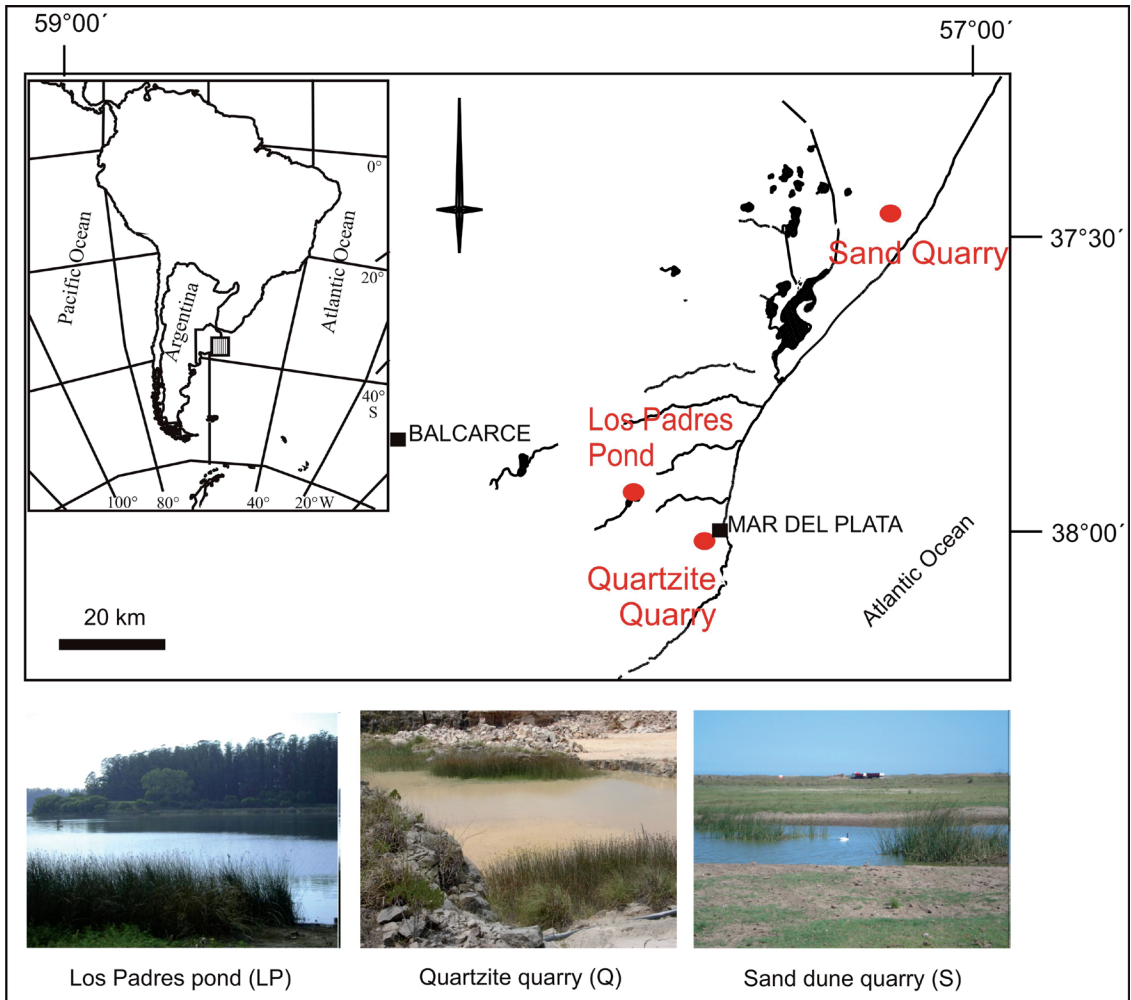 59°00´
57°00´
0°
Pacific Ocean
Atlantic Ocean
20°
Argentina
40°
S
100°
80°
40°
20°W
Sand Quarry
37°30´
Los Padres
Pond
BALCARCE
MAR DEL PLATA
38°00´
Quartzite
Quarry
Atlantic Ocean
20 km
Los Padres pond (LP)
Quartzite quarry (Q)
Sand dune quarry (S)